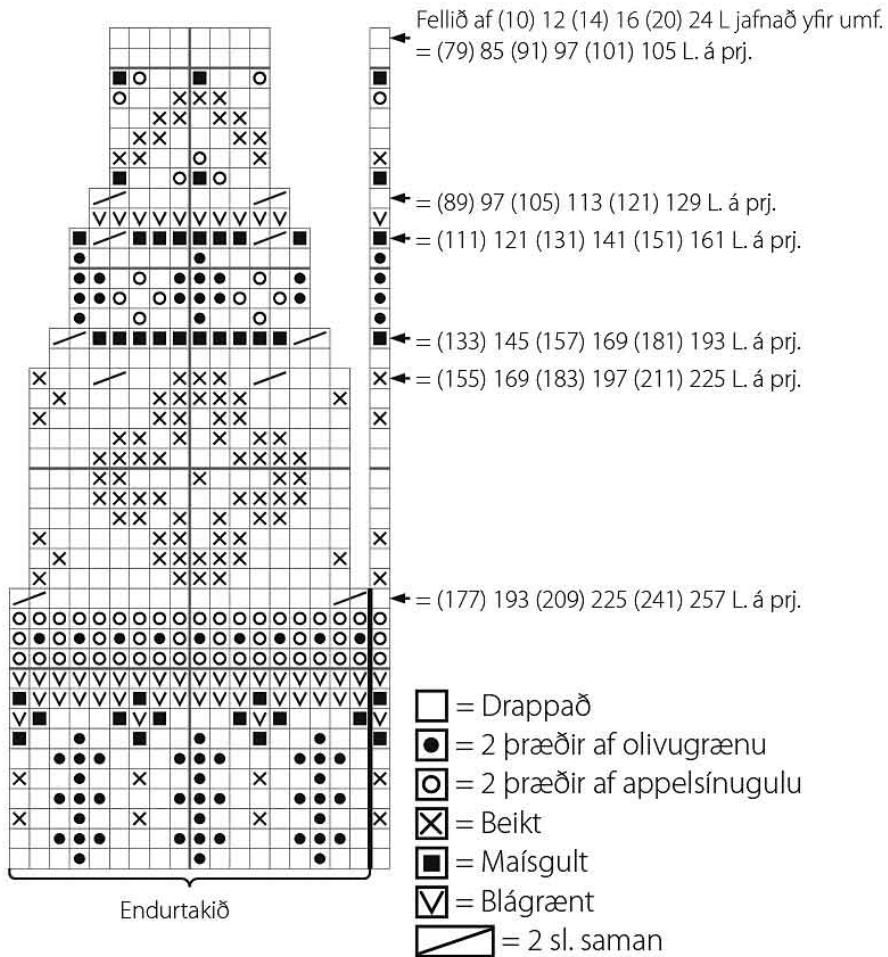 Fellið af (10) 12 (14) 16 (20) 24 L jafnað yfir umf.
= (79) 85 (91) 97 (101) 105 L. á prj.
= (89) 97 (105) 113 (121) 129 L. á prj.
= (111) 121 (131) 141 (151) 161 L. á prj.
= (133) 145 (157) 169 (181) 193 L. á prj.
= (155) 169 (183) 197 (211) 225 L. á prj.
= (177) 193 (209) 225 (241) 257 L. á prj.
= Drappað
= 2 þræðir af olivugrænu
= 2 þræðir af appelsínugulu
= Beikt
= Maísgult
= Blágrænt
= 2 sl. saman
Endurtakið